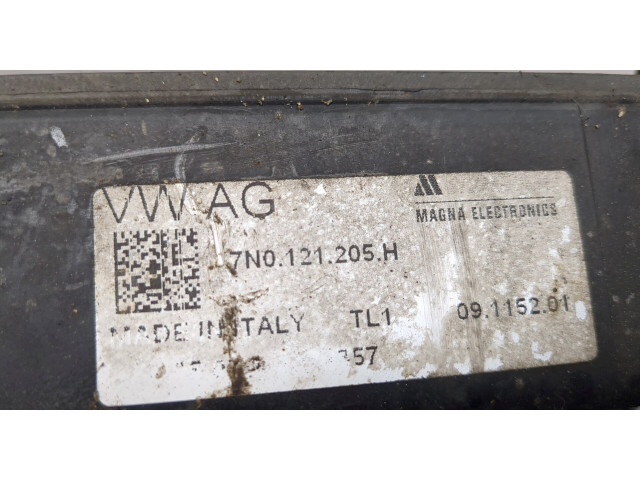 VW AG
MAGNA ELECTRONICS
7N0.121.205.H
MADE IN ITALY TL1 09.1152.01
357